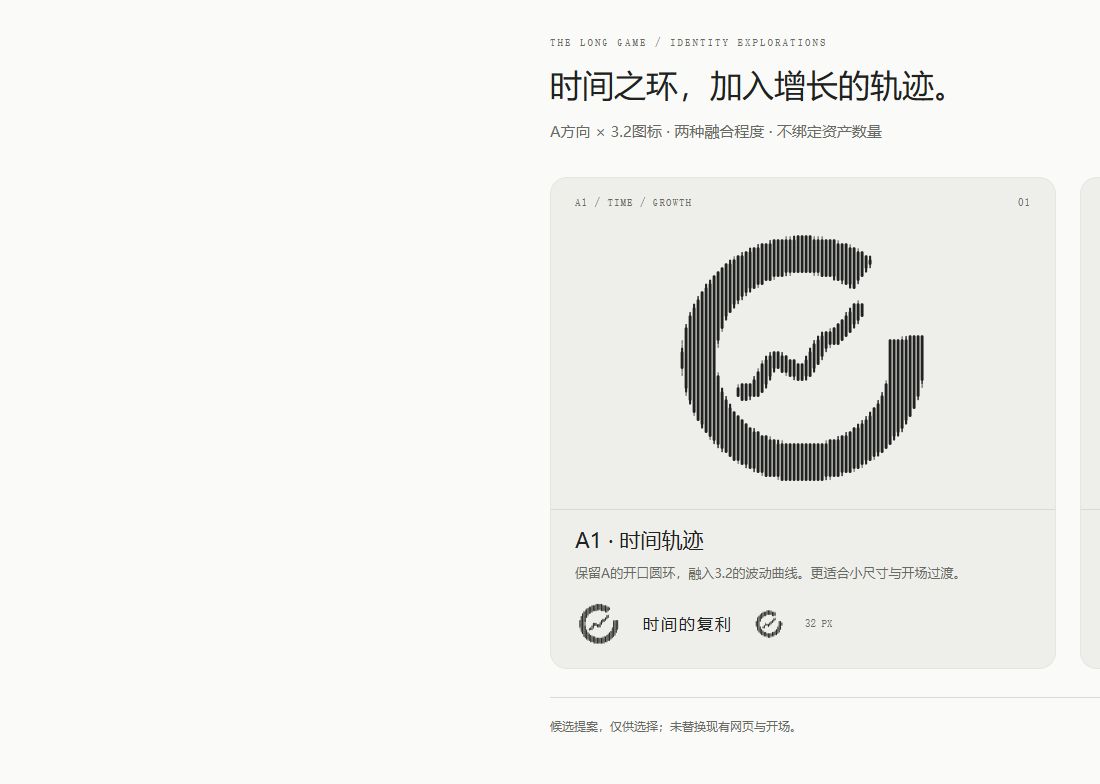 THE LONG GAME / IDENTITY EXPLORATIONS
时间之环，加入增长的轨迹。
A方向 × 3.2图标 · 两种融合程度 · 不绑定资产数量
A1 / TIME / GROWTH
01
A1 · 时间轨迹
保留A的开口圆环，融入3.2的波动曲线。更适合小尺寸与开场过渡。
时间的复利
32 PX
候选提案，仅供选择；未替换现有网页与开场。